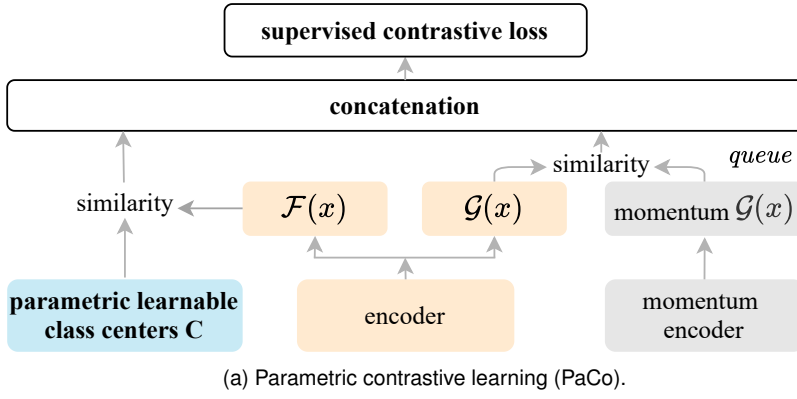 supervised contrastive loss
concatenation
similarity
queue
similarity
F(x)
G(x)
momentum G(x)
parametric learnable
class centers C
encoder
momentum
encoder
(a) Parametric contrastive learning (PaCo).